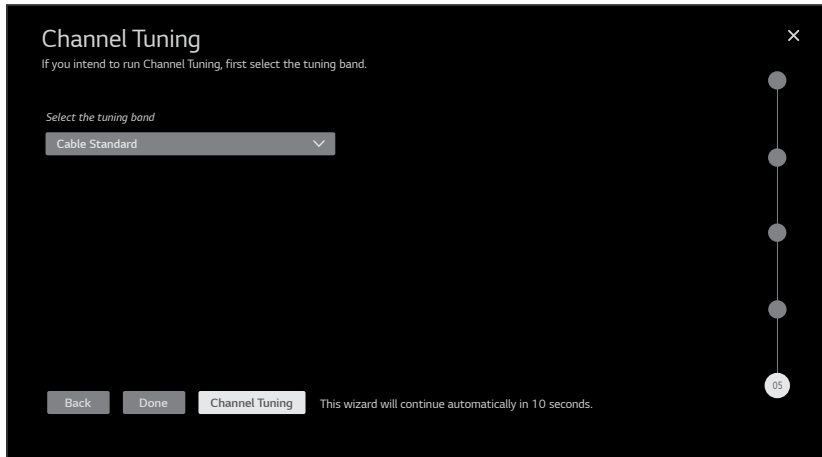 Channel Tuning
If you intend to run Channel Tuning, first select the tuning band.
Select the tuning band
Cable Standard
05
Back
Done
Channel Tuning
This wizard will continue automatically in 10 seconds.